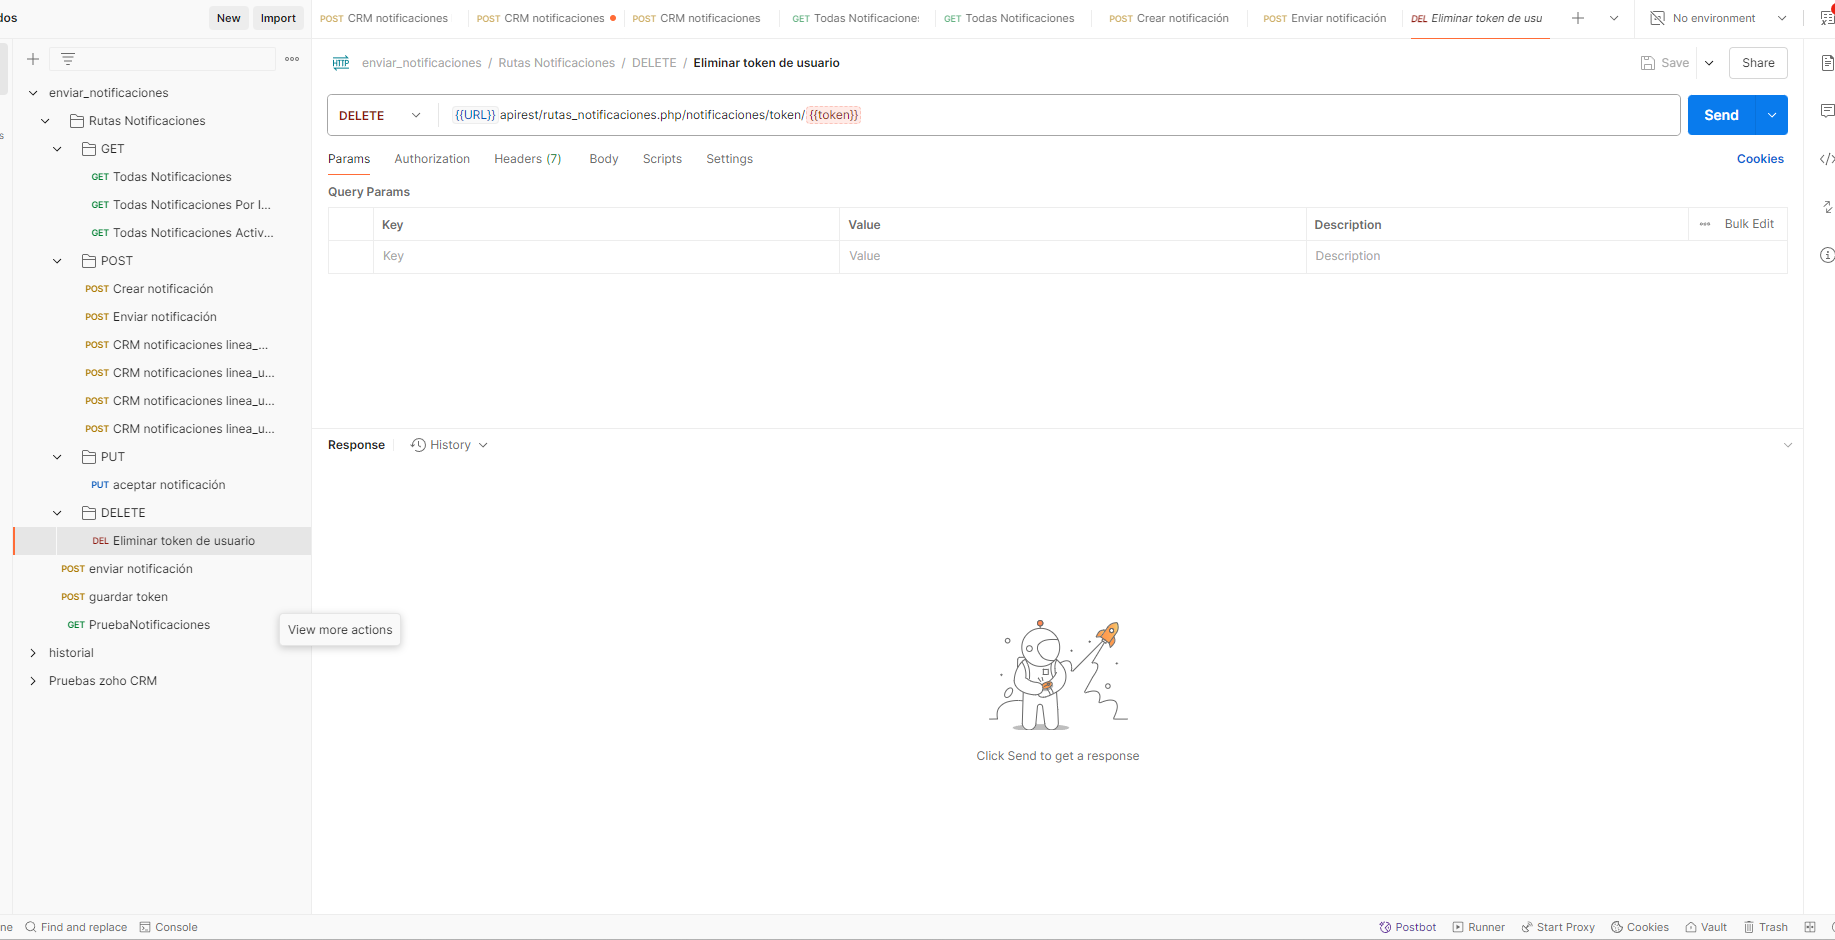 dos
New
Import
POST CRM notificaciones
POST CRM notificaciones
POST CRM notificaciones
GET Todas Notificacione
GET Todas Notificaciones
POST Crear notificación
POST Enviar notificación
DEL Eliminar token de usu
No environment
enviar_notificaciones / Rutas Notificaciones / DELETE / Eliminar token de usuario
Save
Share
enviar_notificaciones
Rutas Notificaciones
GET
GET Todas Notificaciones
GET Todas Notificaciones Por I...
GET Todas Notificaciones Activ...
POST
POST Crear notificación
POST Enviar notificación
POST CRM notificaciones linea_...
POST CRM notificaciones linea_u...
POST CRM notificaciones linea_u...
POST CRM notificaciones linea_u...
PUT
PUT aceptar notificación
DELETE
DEL Eliminar token de usuario
POST enviar notificación
POST guardar token
GET PruebaNotificaciones
historial
Pruebas zoho CRM
View more actions
DELETE
{{URL}} apirest/rutas_notificaciones.php/notificaciones/token/ {{token}}
Send
Params Authorization Headers (7) Body Scripts Settings
Cookies
Query Params
Key Value Description Bulk Edit
Key Value Description
Response
History
Click Send to get a response
ne
Find and replace
Console
Postbot
Runner
Start Proxy
Cookies
Vault
Trash